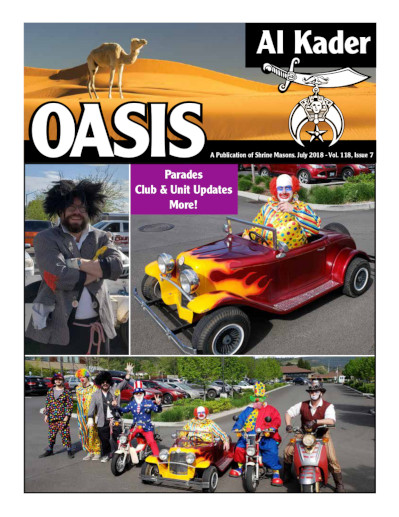 Al Kader
OASIS
A Publication of Shrine Masons. July 2018 - Vol. 118, Issue 7
Parades
Club & Unit Updates
More!